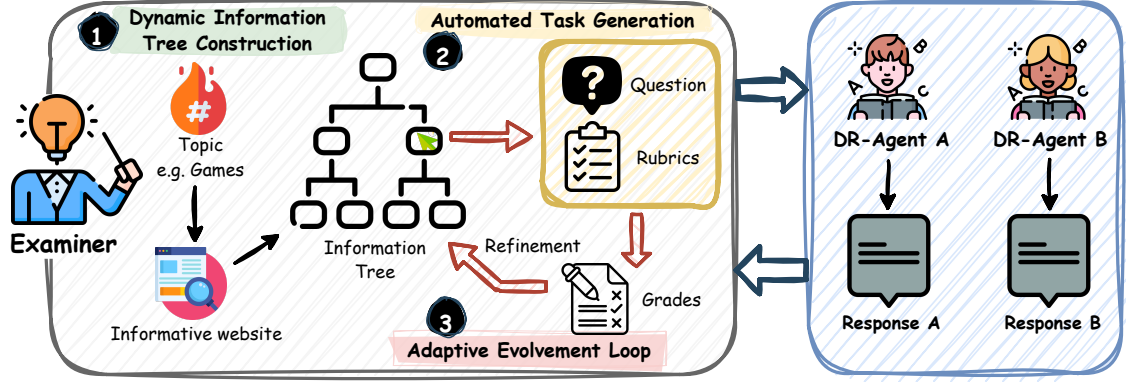 1
Dynamic Information
Tree Construction
Automated Task Generation
2
#
Topic
e.g. Games
?
Question
Rubrics
Examiner
Information
Tree
Informative website
Refinement
Grades
3
Adaptive Evolvement Loop
A
B
C
DR-Agent A
A
B
C
DR-Agent B
Response A
Response B